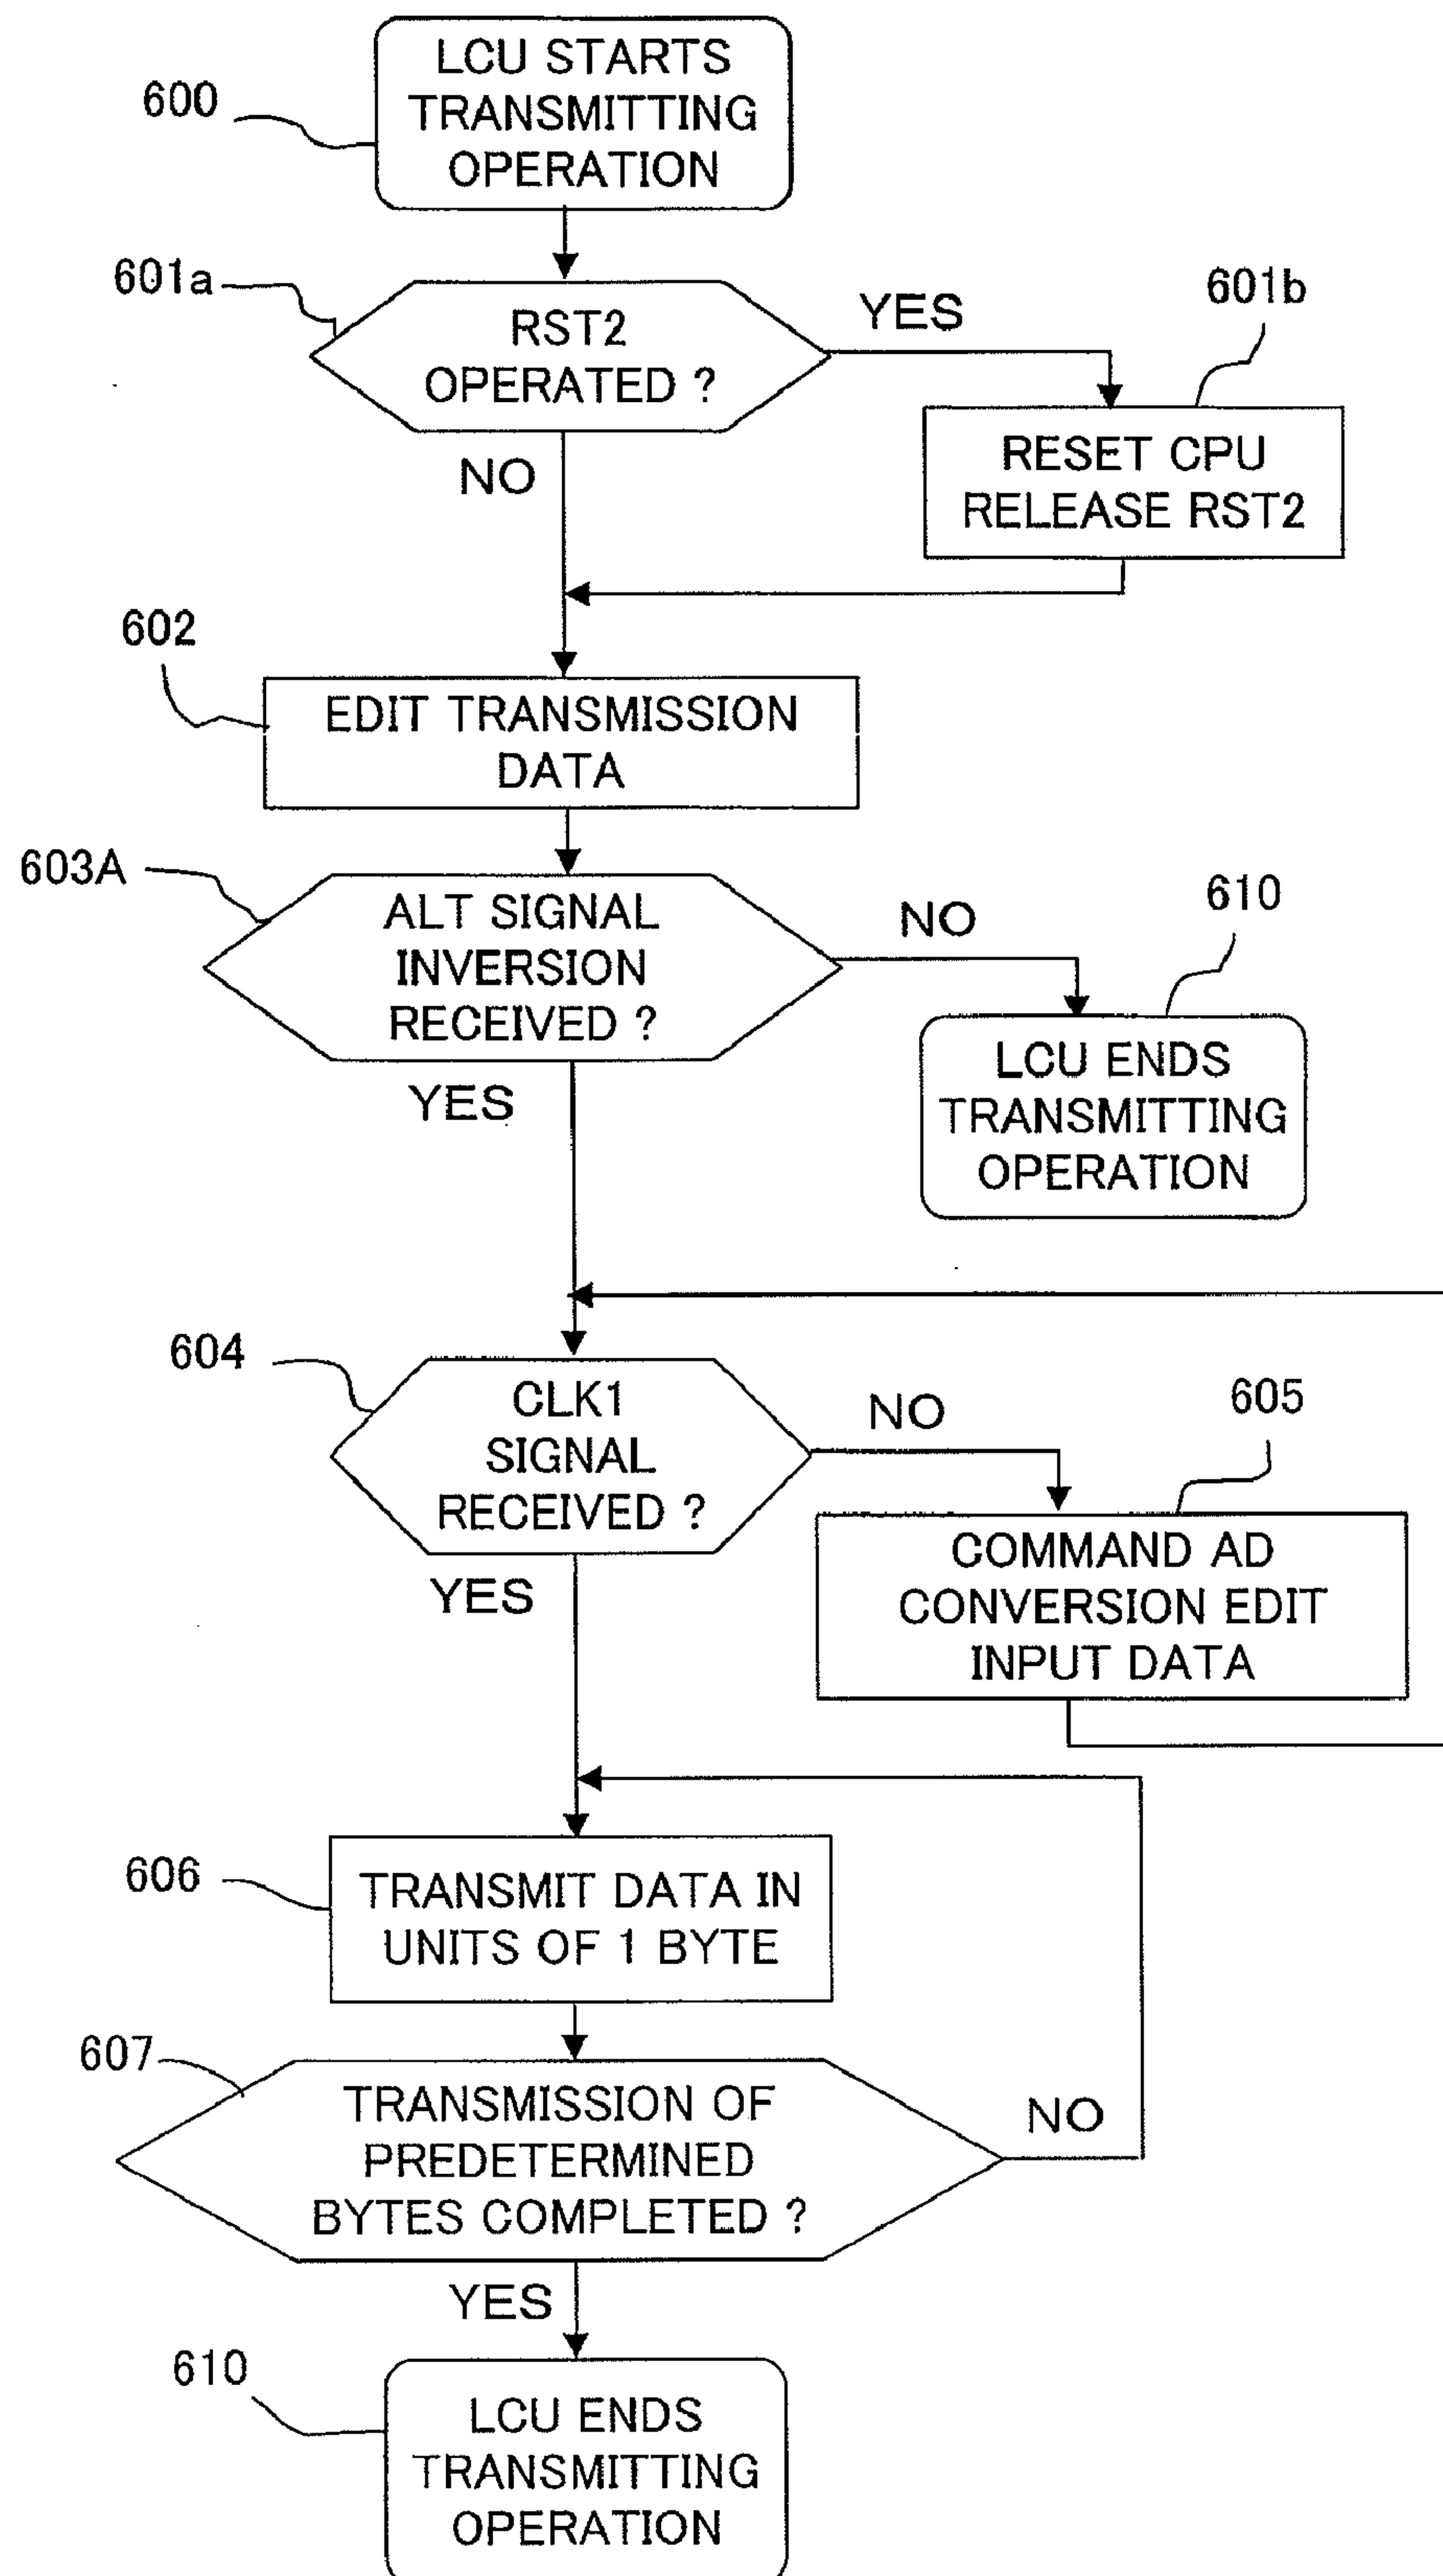 600
LCU STARTS
TRANSMITTING
OPERATION
601a
RST2
OPERATED ?
YES
601b
RESET CPU
RELEASE RST2
NO
602
EDIT TRANSMISSION
DATA
603A
ALT SIGNAL
INVERSION
RECEIVED ?
NO
610
LCU ENDS
TRANSMITTING
OPERATION
YES
604
CLK1
SIGNAL
RECEIVED ?
NO
605
COMMAND AD
CONVERSION EDIT
INPUT DATA
YES
606
TRANSMIT DATA IN
UNITS OF 1 BYTE
607
TRANSMISSION OF
PREDETERMINED
BYTES COMPLETED ?
NO
YES
610
LCU ENDS
TRANSMITTING
OPERATION